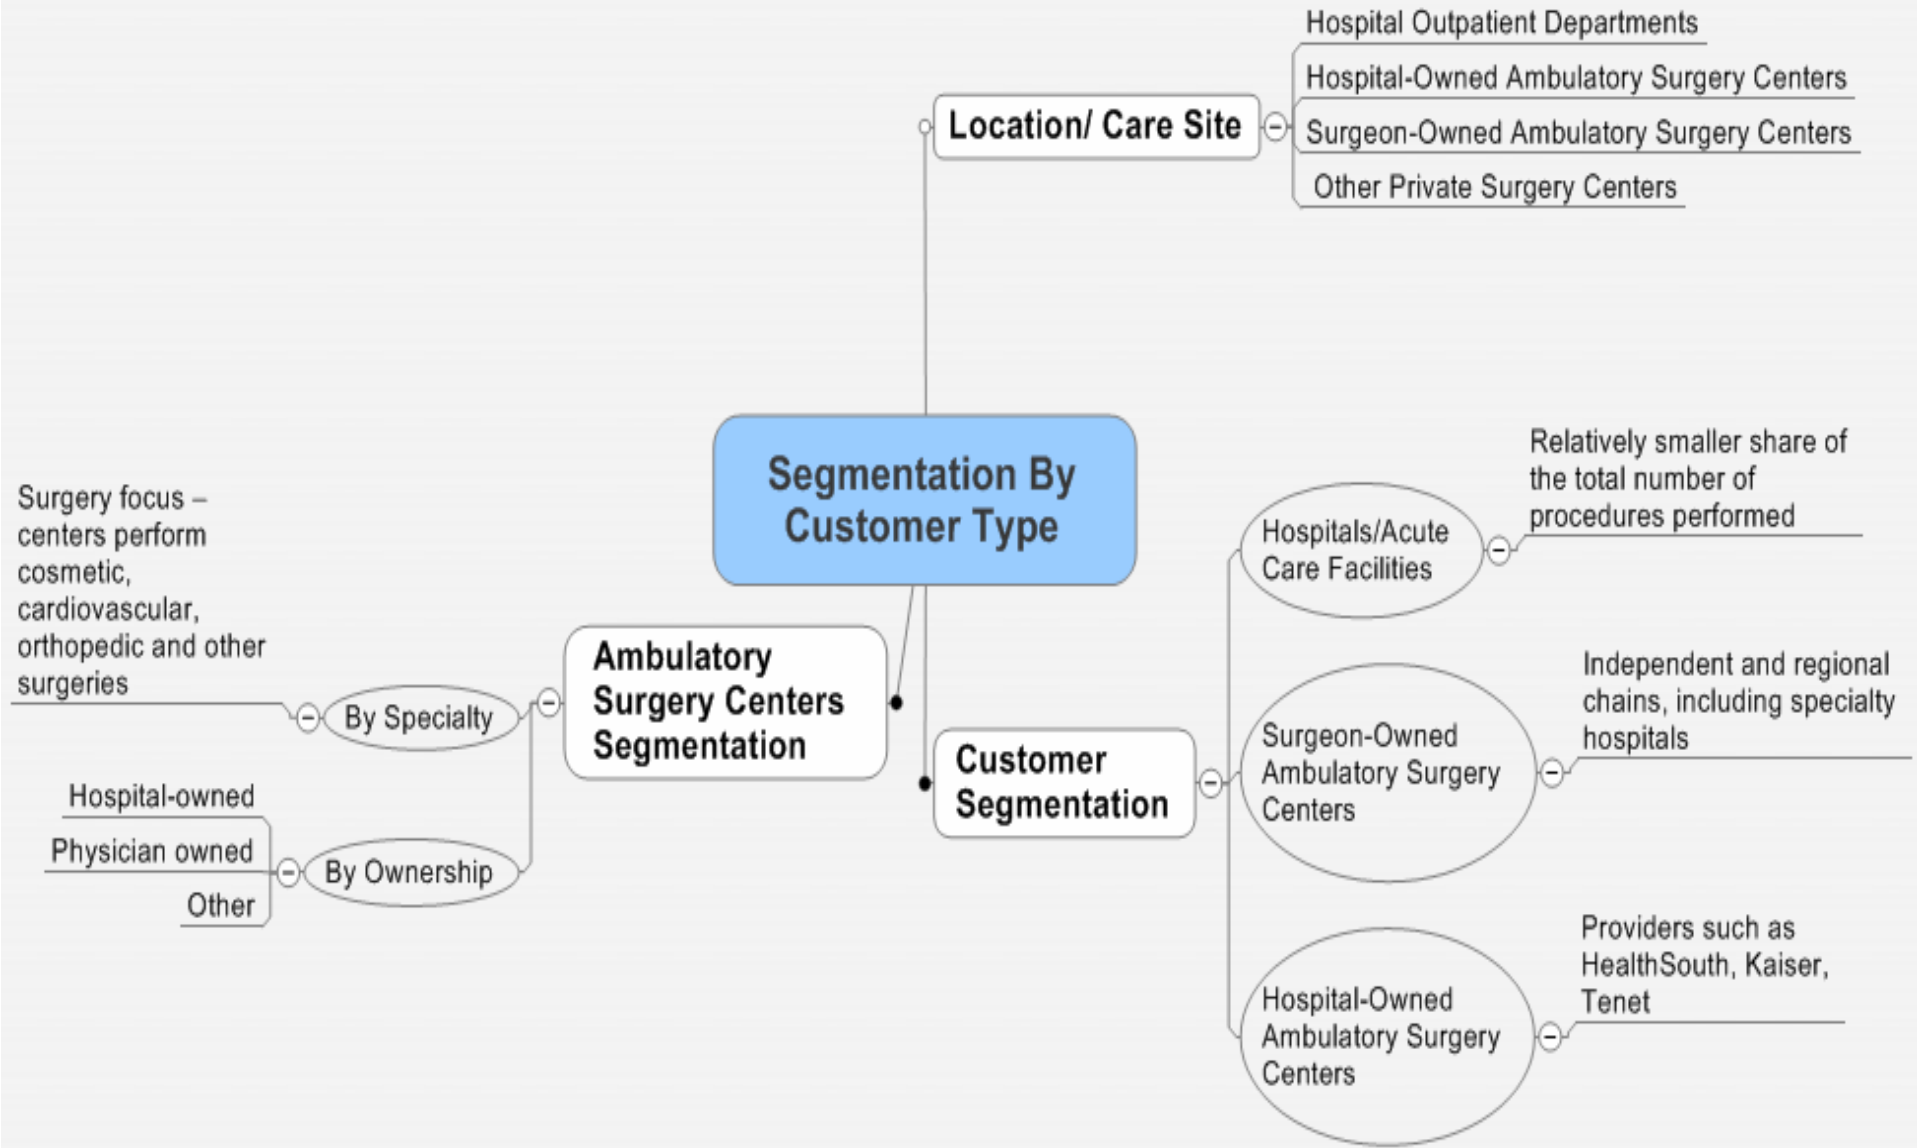 Hospital Outpatient Departments
Hospital-Owned Ambulatory Surgery Centers
Location/ Care Site
Surgeon-Owned Ambulatory Surgery Centers
Other Private Surgery Centers
Segmentation By
Customer Type
Relatively smaller share of
the total number of
procedures performed
Hospitals/Acute
Care Facilities
Surgery focus –
centers perform
cosmetic,
cardiovascular,
orthopedic and other
surgeries
By Specialty
Ambulatory
Surgery Centers
Segmentation
Hospital-owned
Physician owned
Other
By Ownership
Customer
Segmentation
Independent and regional
chains, including specialty
hospitals
Surgeon-Owned
Ambulatory Surgery
Centers
Providers such as
HealthSouth, Kaiser,
Tenet
Hospital-Owned
Ambulatory Surgery
Centers